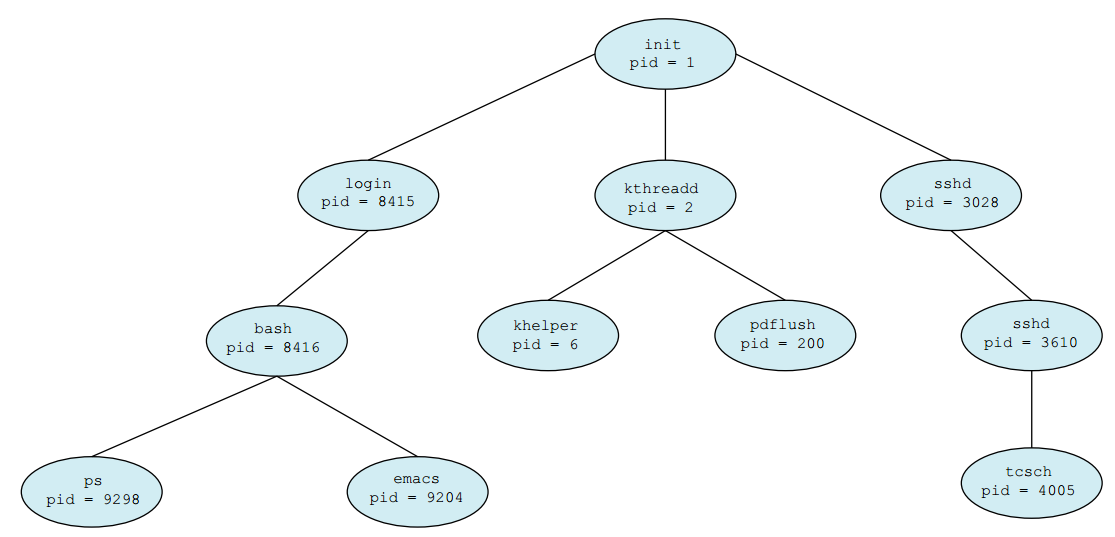 init
pid = 1
login
pid = 8415
kthreadd
pid = 2
sshd
pid = 3028
bash
pid = 8416
khelper
pid = 6
pdflush
pid = 200
sshd
pid = 3610
ps
pid = 9298
emacs
pid = 9204
tcsch
pid = 4005